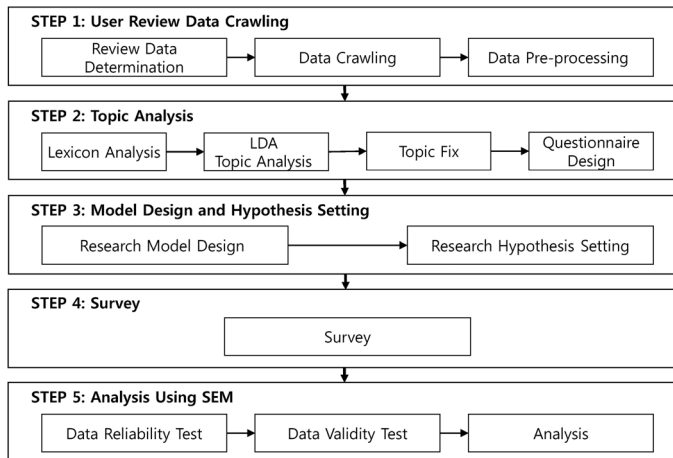 STEP 1: User Review Data Crawling
Review Data
Determination
Data Crawling
Data Pre-processing
STEP 2: Topic Analysis
Lexicon Analysis
LDA
Topic Analysis
Topic Fix
Questionnaire
Design
STEP 3: Model Design and Hypothesis Setting
Research Model Design
Research Hypothesis Setting
STEP 4: Survey
Survey
STEP 5: Analysis Using SEM
Data Reliability Test
Data Validity Test
Analysis